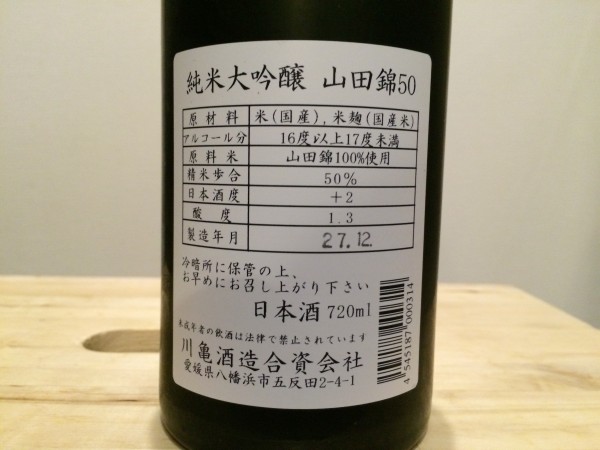 純米大吟醸 山田錦50
原材料 米(国産),米麹(国産米)
アルコール分 16度以上17度未満
原料米 山田錦100%使用
精米歩合 50%
日本酒度 +2
酸度 1.3
製造年月 27.12.
冷暗所に保管の上、
お早めにお召し上がり下さい
日本酒 720ml
未成年者の飲酒は法律で禁止されています
川亀酒造合資会社
愛媛県八幡浜市五反田2-4-1
4 545187 000314